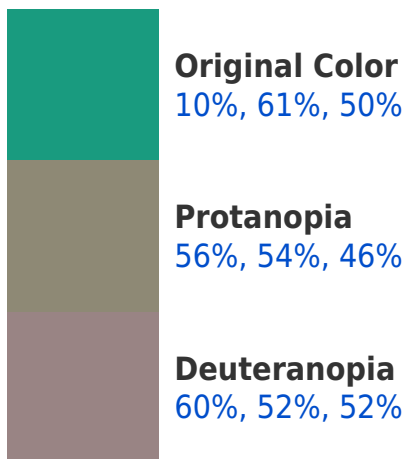 Original Color
10%, 61%, 50%
Protanopia
56%, 54%, 46%
Deuteranopia
60%, 52%, 52%